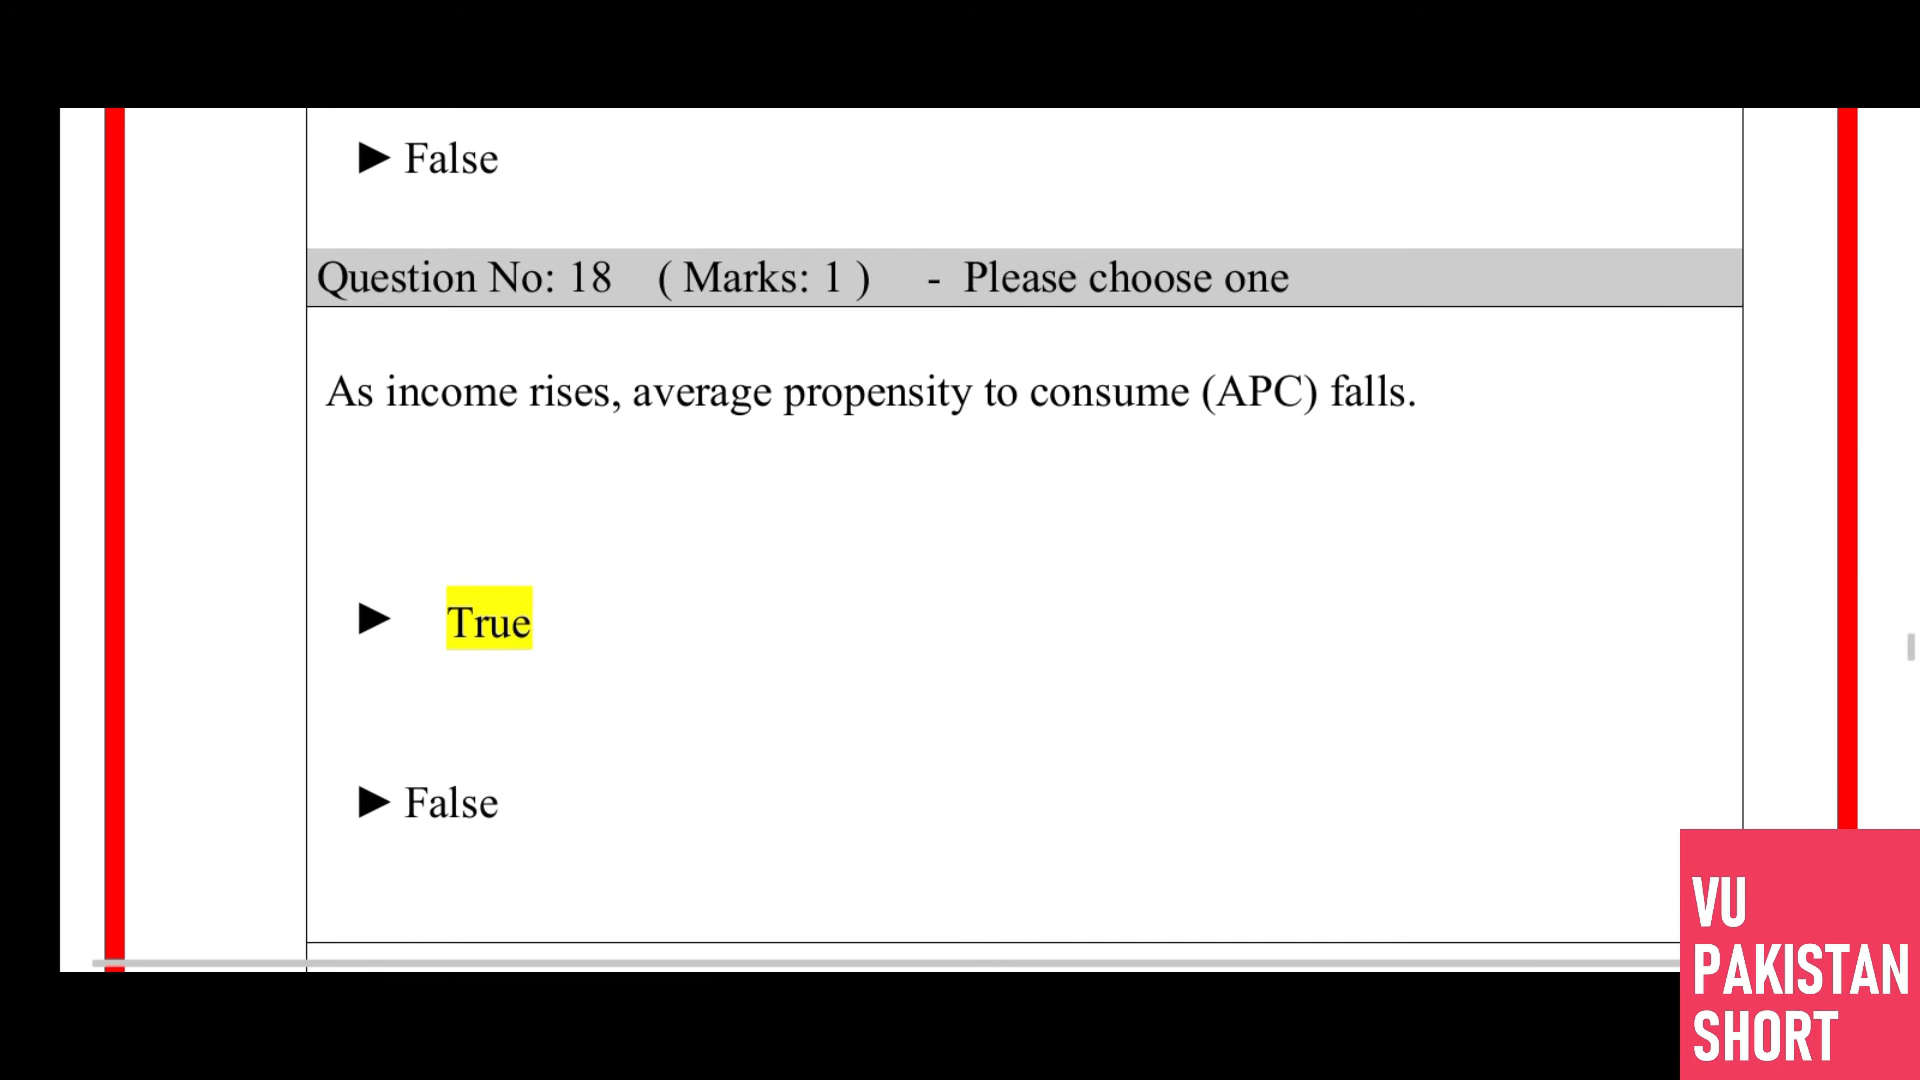 ► False
Question No: 18 ( Marks: 1 ) - Please choose one
As income rises, average propensity to consume (APC) falls.
► True
► False
VU
PAKISTAN
SHORT